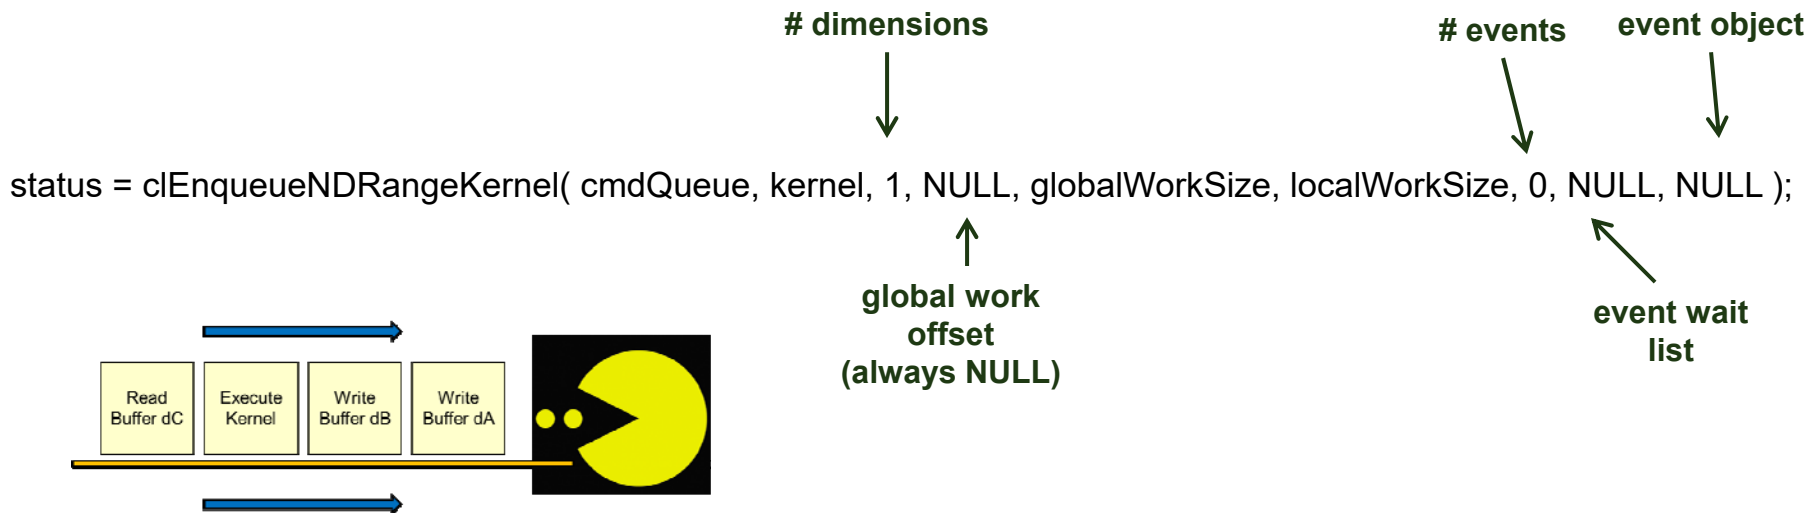 # dimensions
# events
event object
status = clEnqueueNDRangeKernel( cmdQueue, kernel, 1, NULL, globalWorkSize, localWorkSize, 0, NULL, NULL );
global work
offset
(always NULL)
event wait
list
Read
Buffer dC
Execute
Kernel
Write
Buffer dB
Write
Buffer dA